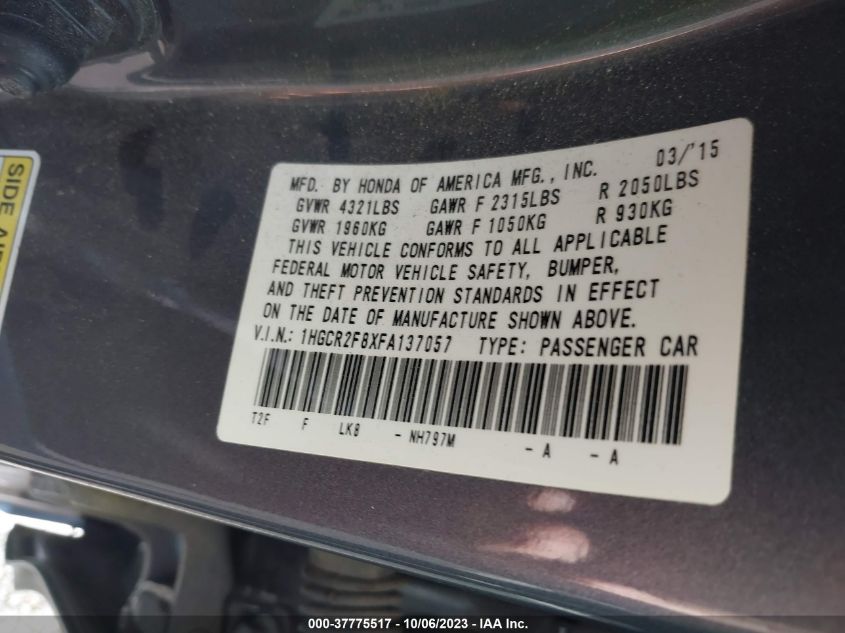 SIDE AIR
MFD. BY HONDA OF AMERICA MFG., INC. 03/'15
GVWR 4321LBS GAWR F 2315LBS R 2050LBS
GVWR 1960KG GAWR F 1050KG R 930KG
THIS VEHICLE CONFORMS TO ALL APPLICABLE
FEDERAL MOTOR VEHICLE SAFETY, BUMPER,
AND THEFT PREVENTION STANDARDS IN EFFECT
ON THE DATE OF MANUFACTURE SHOWN ABOVE.
V.I.N.: 1HGCR2F8XFA137057 TYPE: PASSENGER CAR
T2F F LK8 - NH797M - A - A
000-37775517 - 10/06/2023 - IAA Inc.